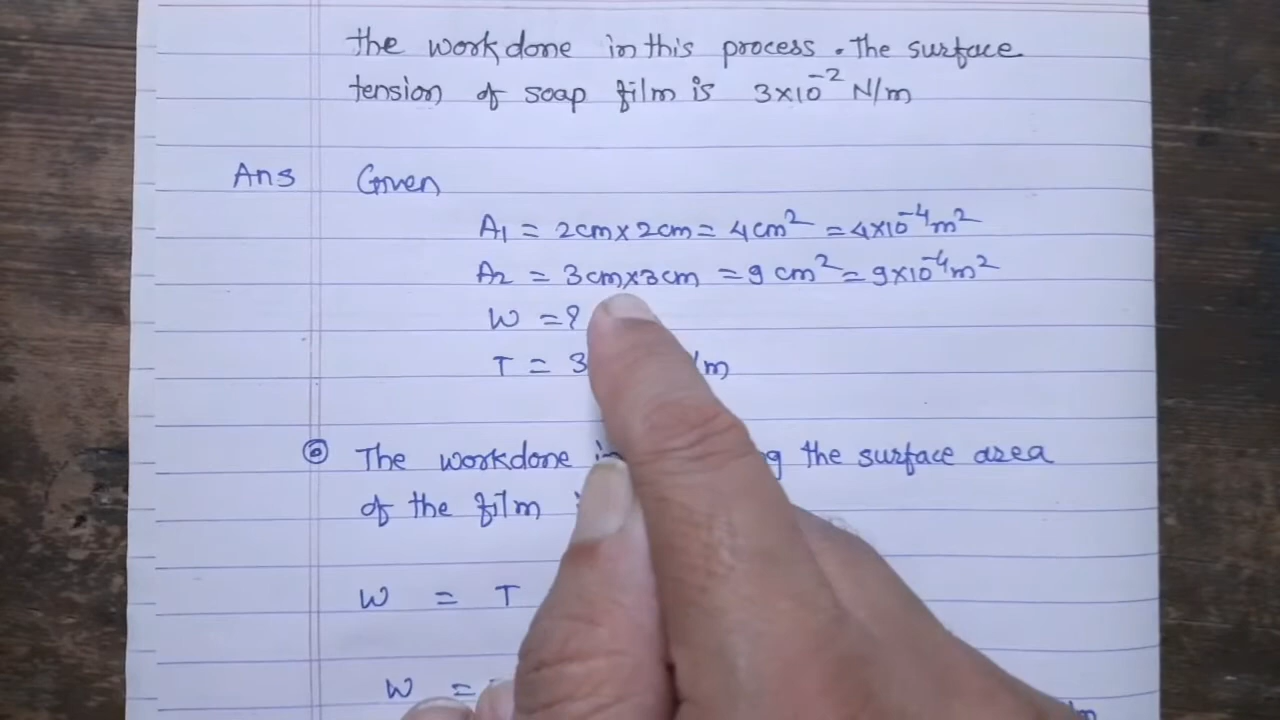 the workdone in this process. The surface
tension of soap film is 3×10⁻² N/m
Ans Given
A₁ = 2cm×2cm = 4cm² = 4×10⁻⁴m²
A₂ = 3cm×3cm = 9cm² = 9×10⁻⁴m²
W = ?
T = 3 /m
The workdone the surface area
of the film
W = T
W =